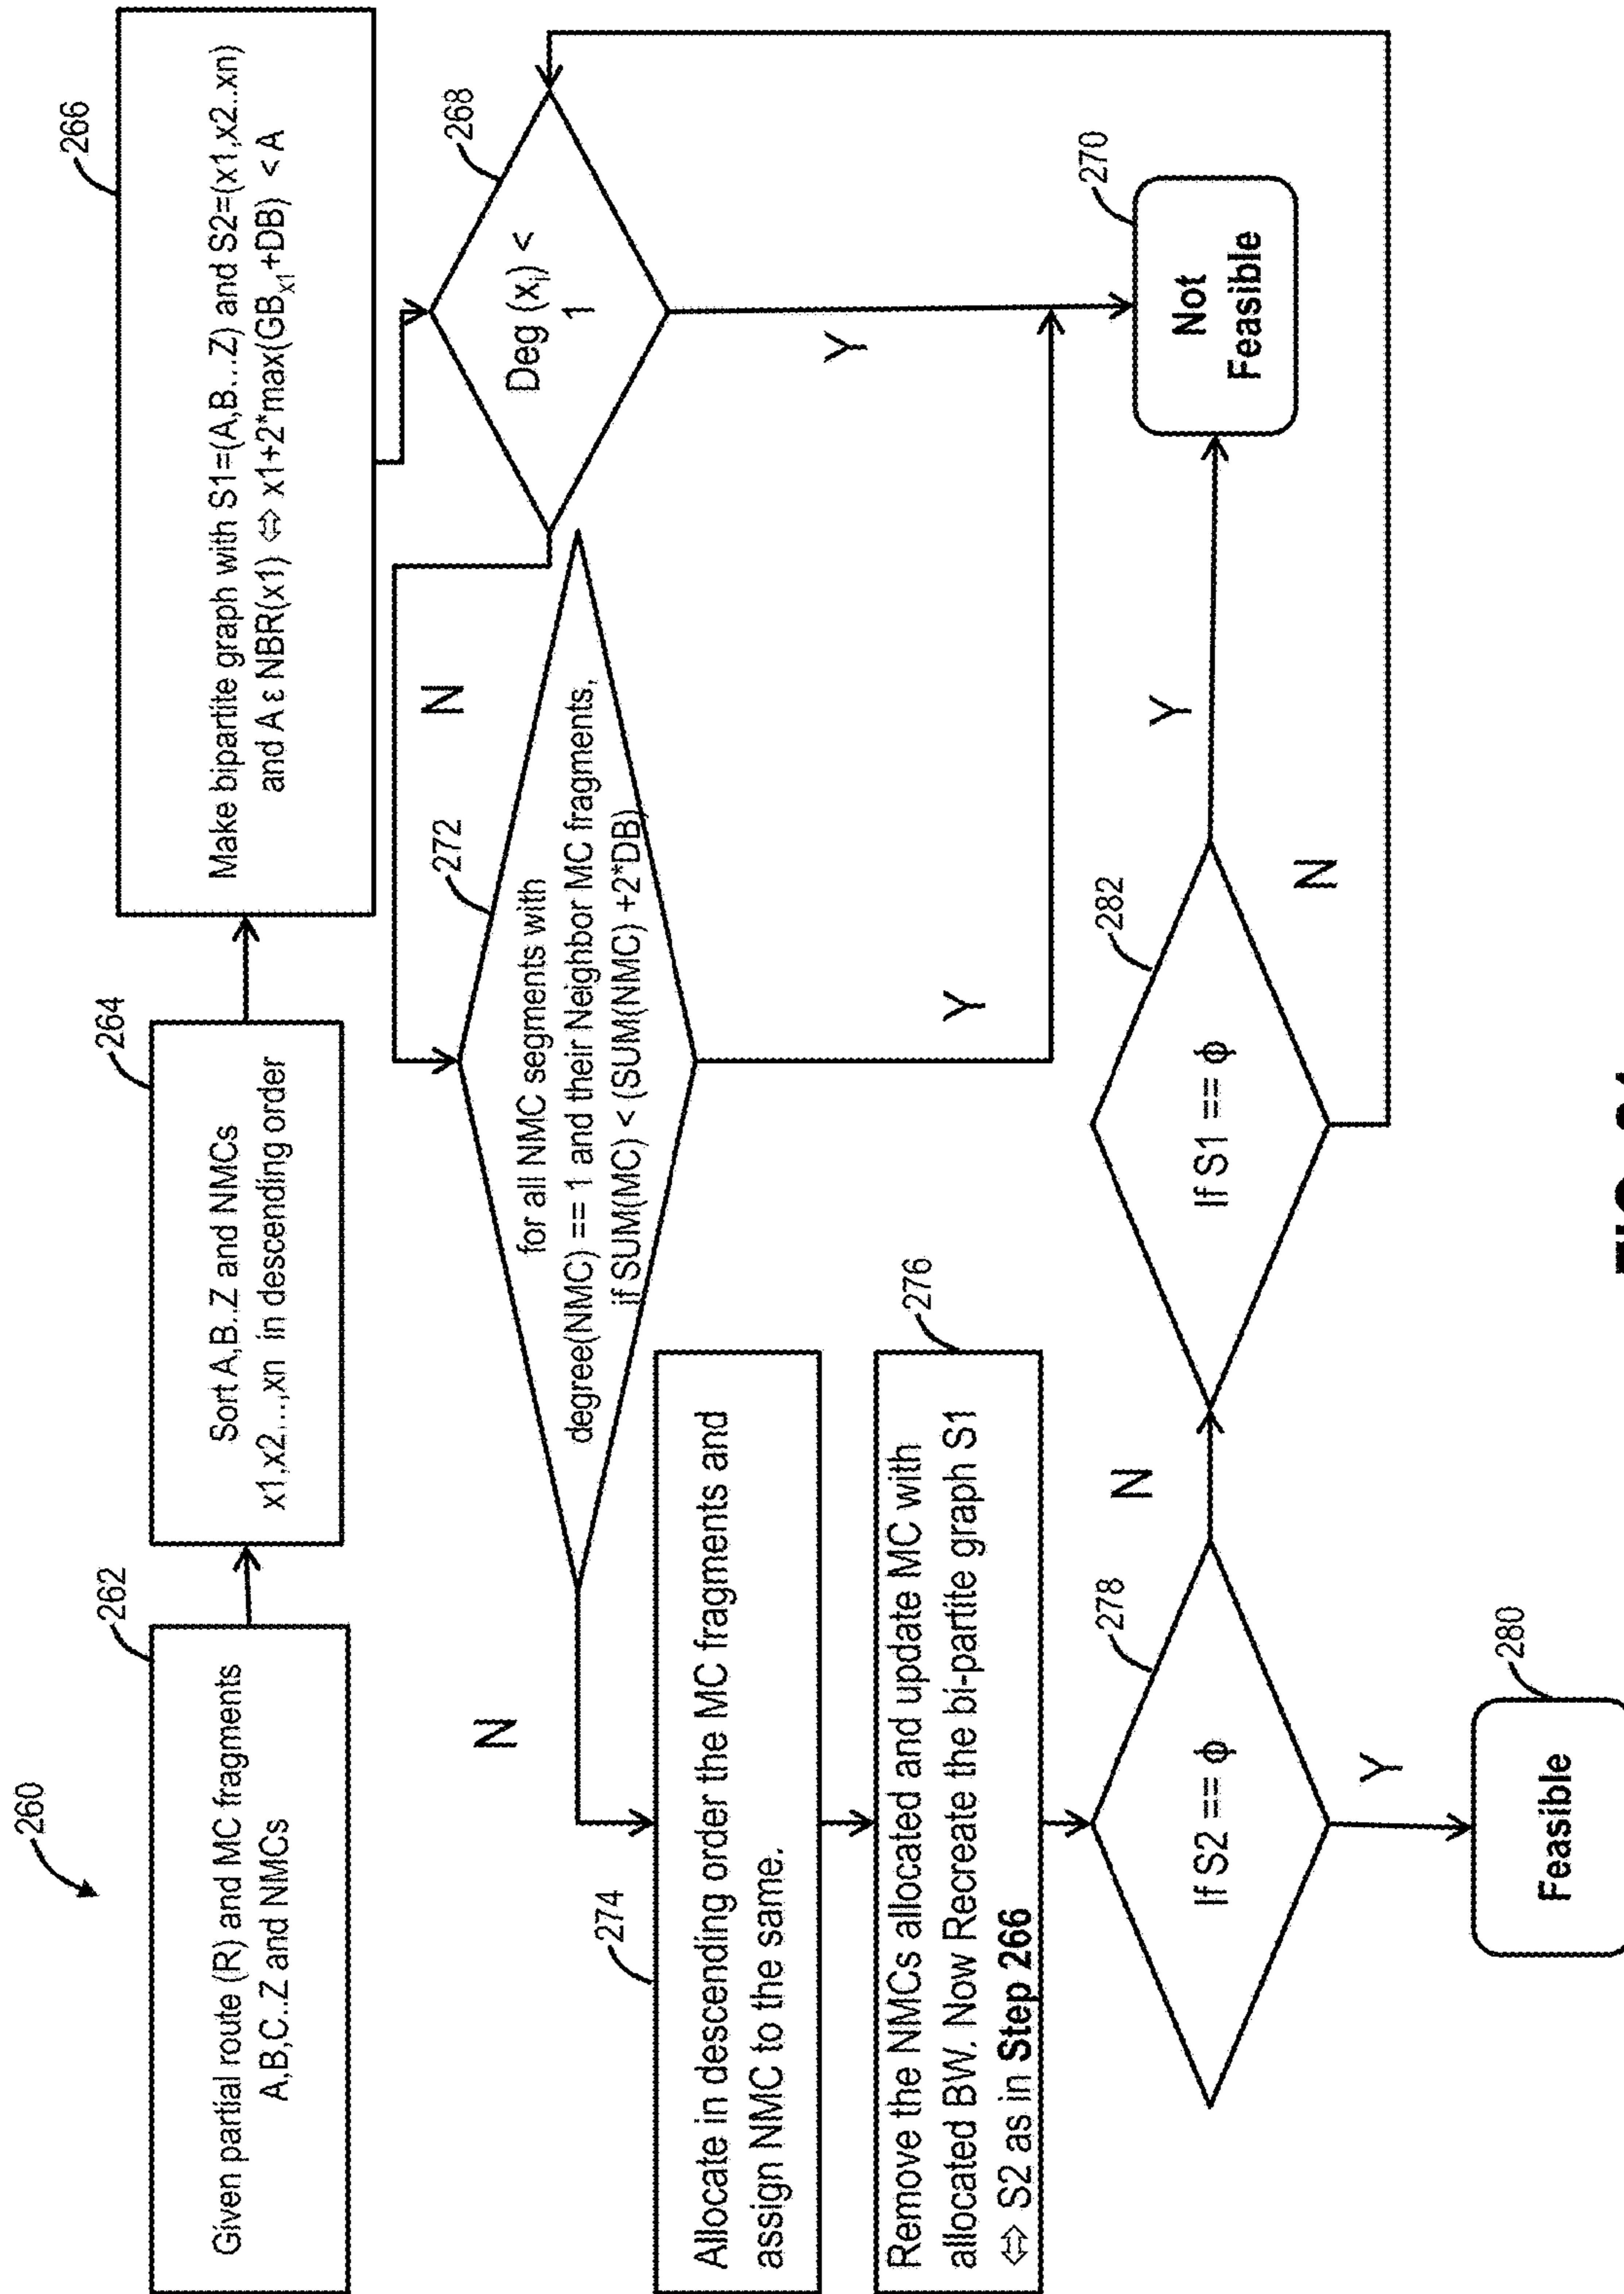 260
262
Given partial route (R) and MC fragments
A,B,C..Z and NMCs
264
Sort A,B..Z and NMCs
x1,x2...,xn in descending order
266
Make bipartite graph with S1=(A,B...Z) and S2=(x1,x2..xn)
and A ε NBR(x1) ⇔ x1+2*max(GBx1+DB) < A
268
Deg (xi) <
1
N
Y
272
for all NMC segments with
degree(NMC) == 1 and their Neighbor MC fragments,
if SUM(MC) < (SUM(NMC) +2*DB)
N
Y
270
Not
Feasible
274
Allocate in descending order the MC fragments and
assign NMC to the same.
276
Remove the NMCs allocated and update MC with
allocated BW. Now Recreate the bi-partite graph S1
⇔ S2 as in Step 266
278
If S2 == ϕ
N
Y
282
If S1 == ϕ
Y
N
280
Feasible